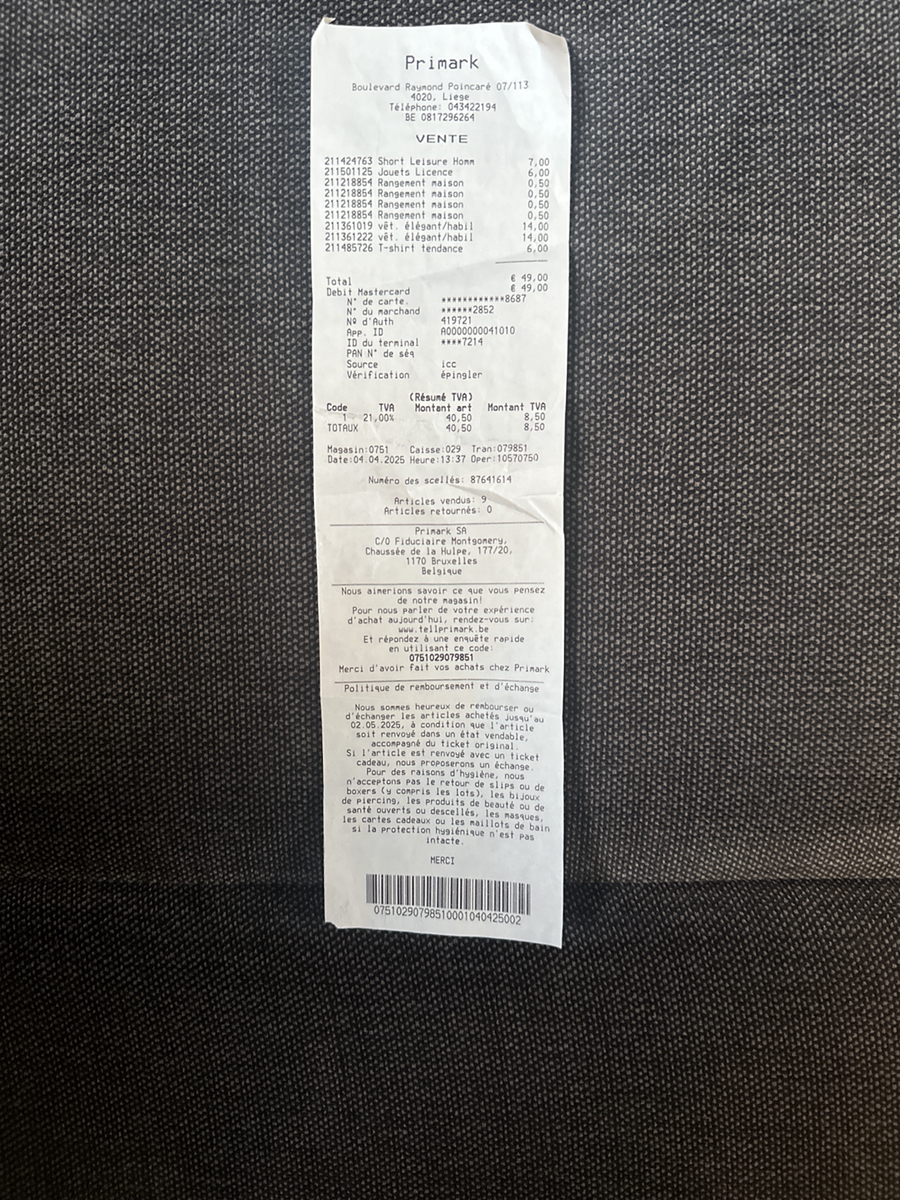 Primark
Boulevard Raymond Poincaré 07/113
4020, Liege
Téléphone: 043422194
BE 0817296264
VENTE
211424763 Short Leisure Homm 7,00
211501125 Jouets Licence 6,00
211218854 Rangement maison 0,50
211218854 Rangement maison 0,50
211218854 Rangement maison 0,50
211218854 Rangement maison 0,50
211361019 vêt. élégant/habil 14,00
211361222 vêt. élégant/habil 14,00
211485726 T-shirt tendance 6,00
Total € 49,00
Debit Mastercard € 49,00
N° de carte. ************8687
N° du marchand ******2852
Nº d'Auth 419721
App. ID A0000000041010
ID du terminal ****7214
PAN N° de séq
Source icc
Vérification épingler
(Résumé TVA)
Code TVA Montant art Montant TVA
1 21,00% 40,50 8,50
TOTAUX 40,50 8,50
Magasin:0751 Caisse:029 Tran:079851
Date:04.04.2025 Heure:13:37 Oper:10570750
Numéro des scellés: 87641614
Articles vendus: 9
Articles retournés: 0
Primark SA
C/O Fiduciaire Montgomery,
Chaussée de la Hulpe, 177/20,
1170 Bruxelles
Belgique
Nous aimerions savoir ce que vous pensez
de notre magasin!
Pour nous parler de votre expérience
d'achat aujourd'hui, rendez-vous sur:
www.tellprimark.be
Et répondez à une enquête rapide
en utilisant ce code:
0751029079851
Merci d'avoir fait vos achats chez Primark
Politique de remboursement et d'échange
Nous sommes heureux de rembourser ou
d'échanger les articles achetés jusqu'au
02.05.2025, à condition que l'article
soit renvoyé dans un état vendable,
accompagné du ticket original.
Si l'article est renvoyé avec un ticket
cadeau, nous proposerons un échange.
Pour des raisons d'hygiène, nous
n'acceptons pas le retour de slips ou de
boxers (y compris les lots), les bijoux
de piercing, les produits de beauté ou de
santé ouverts ou descellés, les masques,
les cartes cadeaux ou les maillots de bain
si la protection hygiénique n'est pas
intacte.
MERCI
07510290798510001040425002